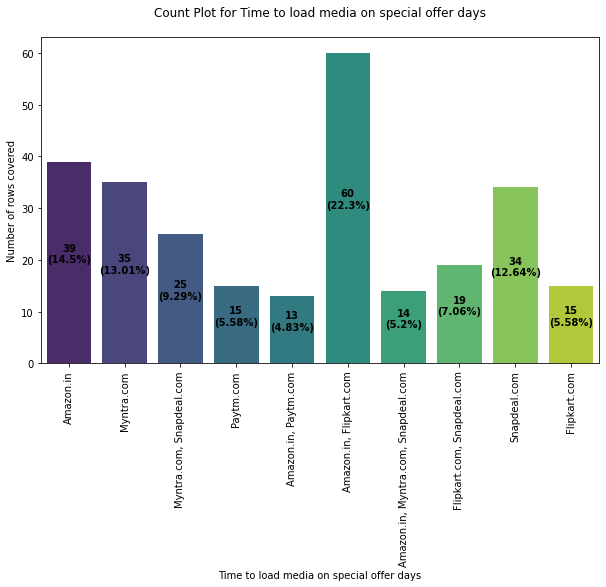 Count Plot for Time to load media on special offer days
Number of rows covered
60
50
40
30
20
10
0
39
(14.5%)
35
(13.01%)
25
(9.29%)
15
(5.58%)
13
(4.83%)
60
(22.3%)
14
(5.2%)
19
(7.06%)
34
(12.64%)
15
(5.58%)
Amazon.in
Myntra.com
Myntra.com, Snapdeal.com
Paytm.com
Amazon.in, Paytm.com
Amazon.in, Flipkart.com
Amazon.in, Myntra.com, Snapdeal.com
Flipkart.com, Snapdeal.com
Snapdeal.com
Flipkart.com
Time to load media on special offer days